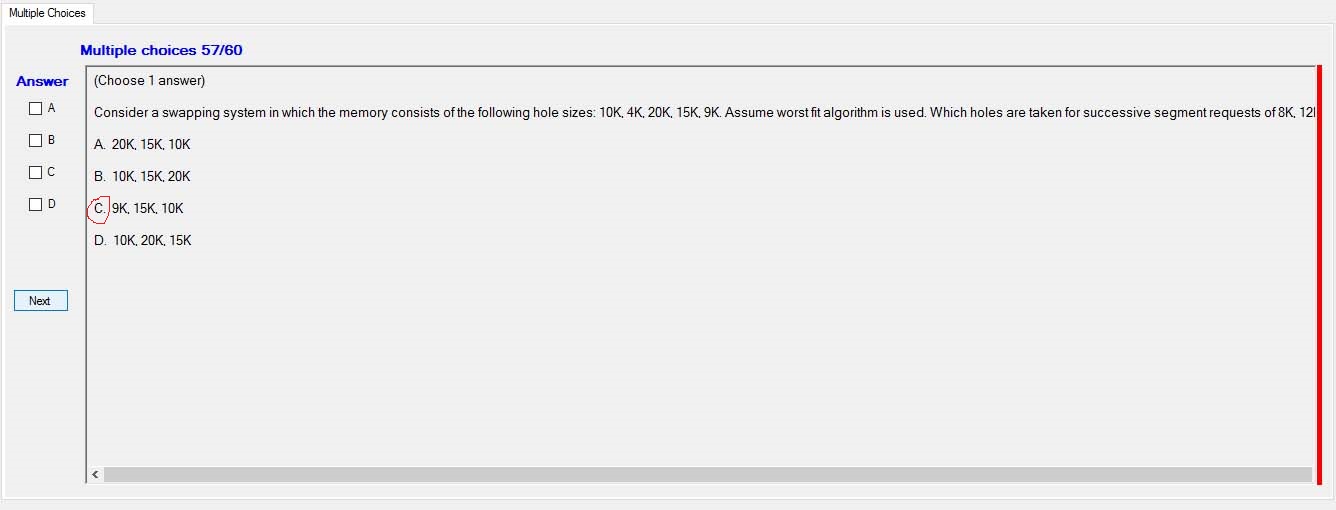 Multiple Choices
Multiple choices 57/60
Answer
A
B
C
D
Next
(Choose 1 answer)
Consider a swapping system in which the memory consists of the following hole sizes: 10K, 4K, 20K, 15K, 9K. Assume worst fit algorithm is used. Which holes are taken for successive segment requests of 8K,
A. 20K, 15K, 10K
B. 10K, 15K, 20K
C. 9K, 15K, 10K
D. 10K, 20K, 15K